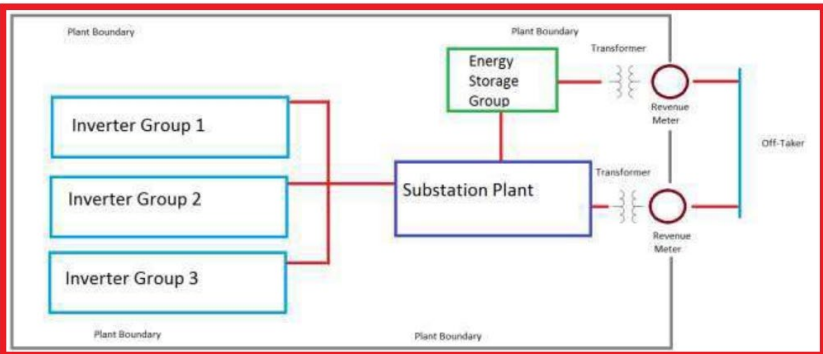 Plant Boundary
Plant Boundary
Transformer
Energy
Storage
Group
Revenue
Meter
Inverter Group 1
Off-Taker
Inverter Group 2
Substation Plant
Transformer
Revenue
Meter
Inverter Group 3
Plant Boundary
Plant Boundary